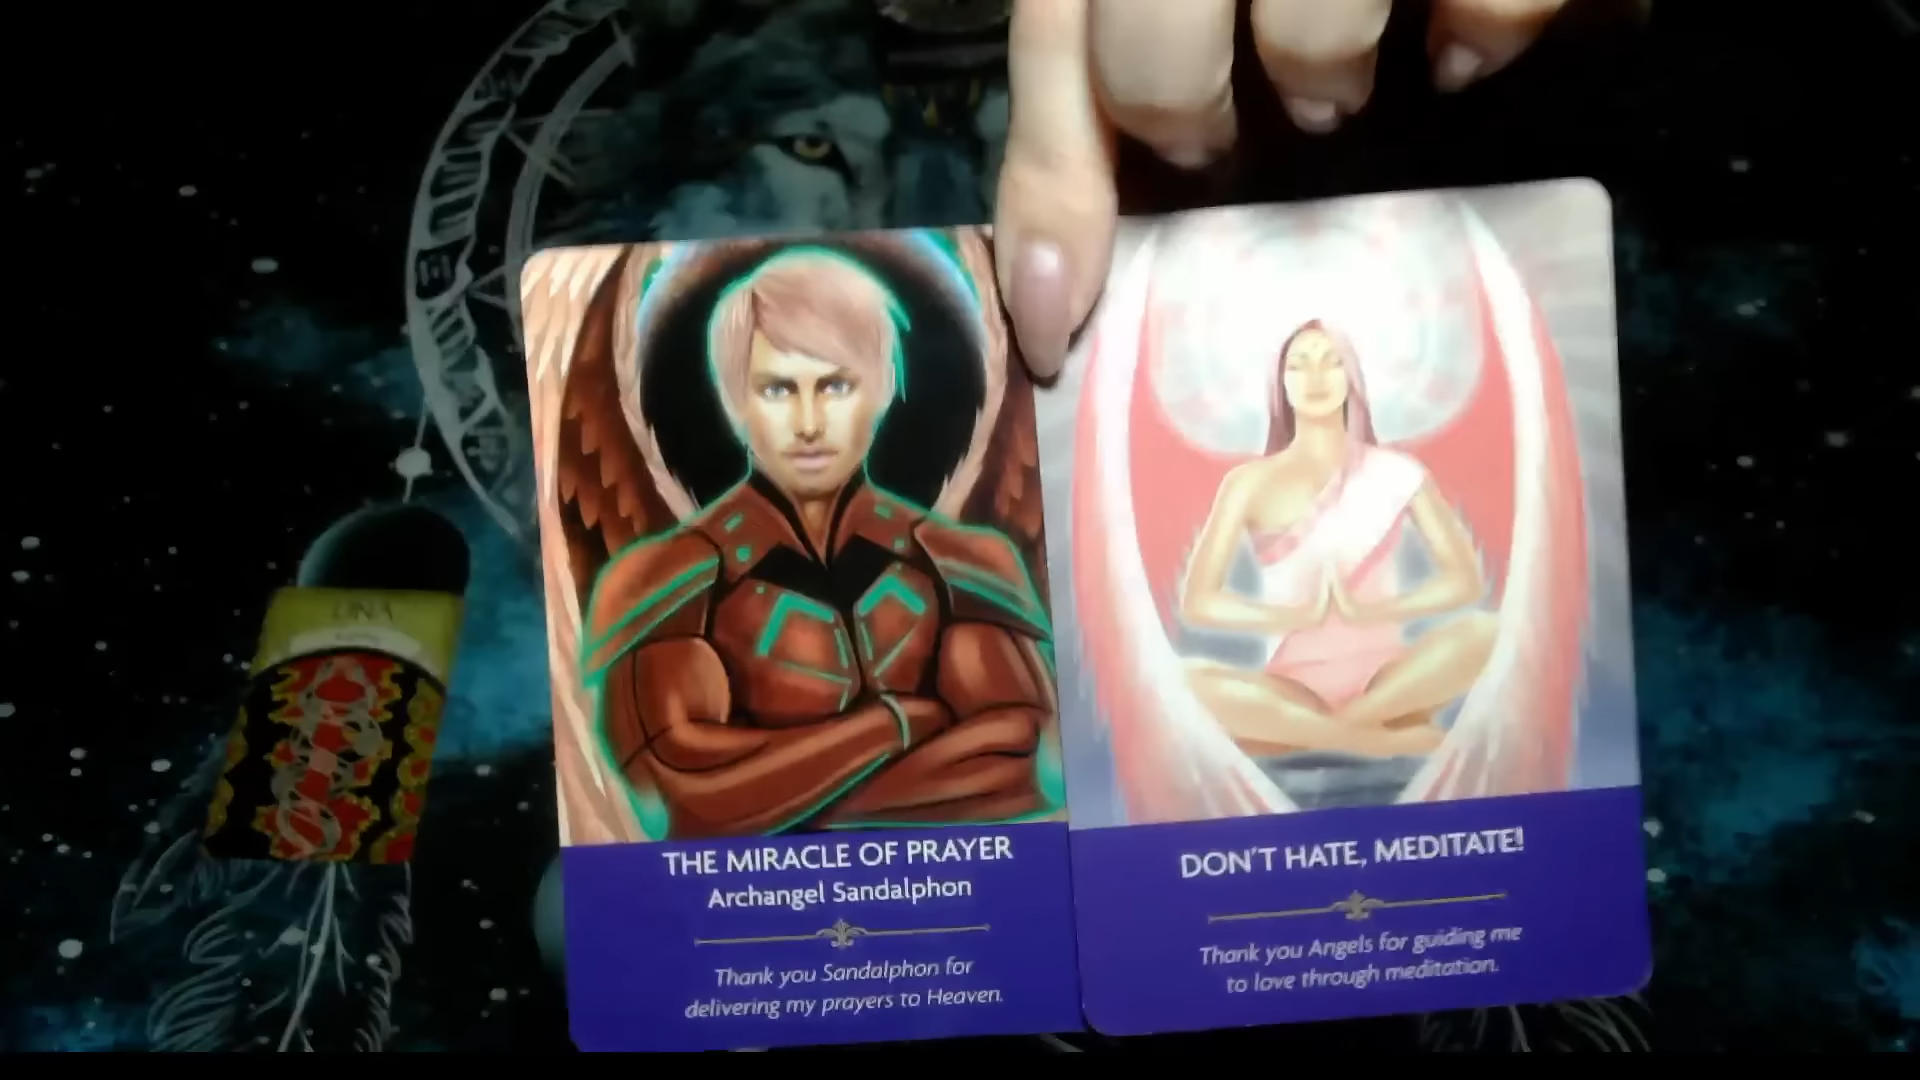 THE MIRACLE OF PRAYER
Archangel Sandalphon
Thank you Sandalphon for
delivering my prayers to Heaven.
DON'T HATE, MEDITATE!
Thank you Angels for guiding me
to love through meditation.
DNA